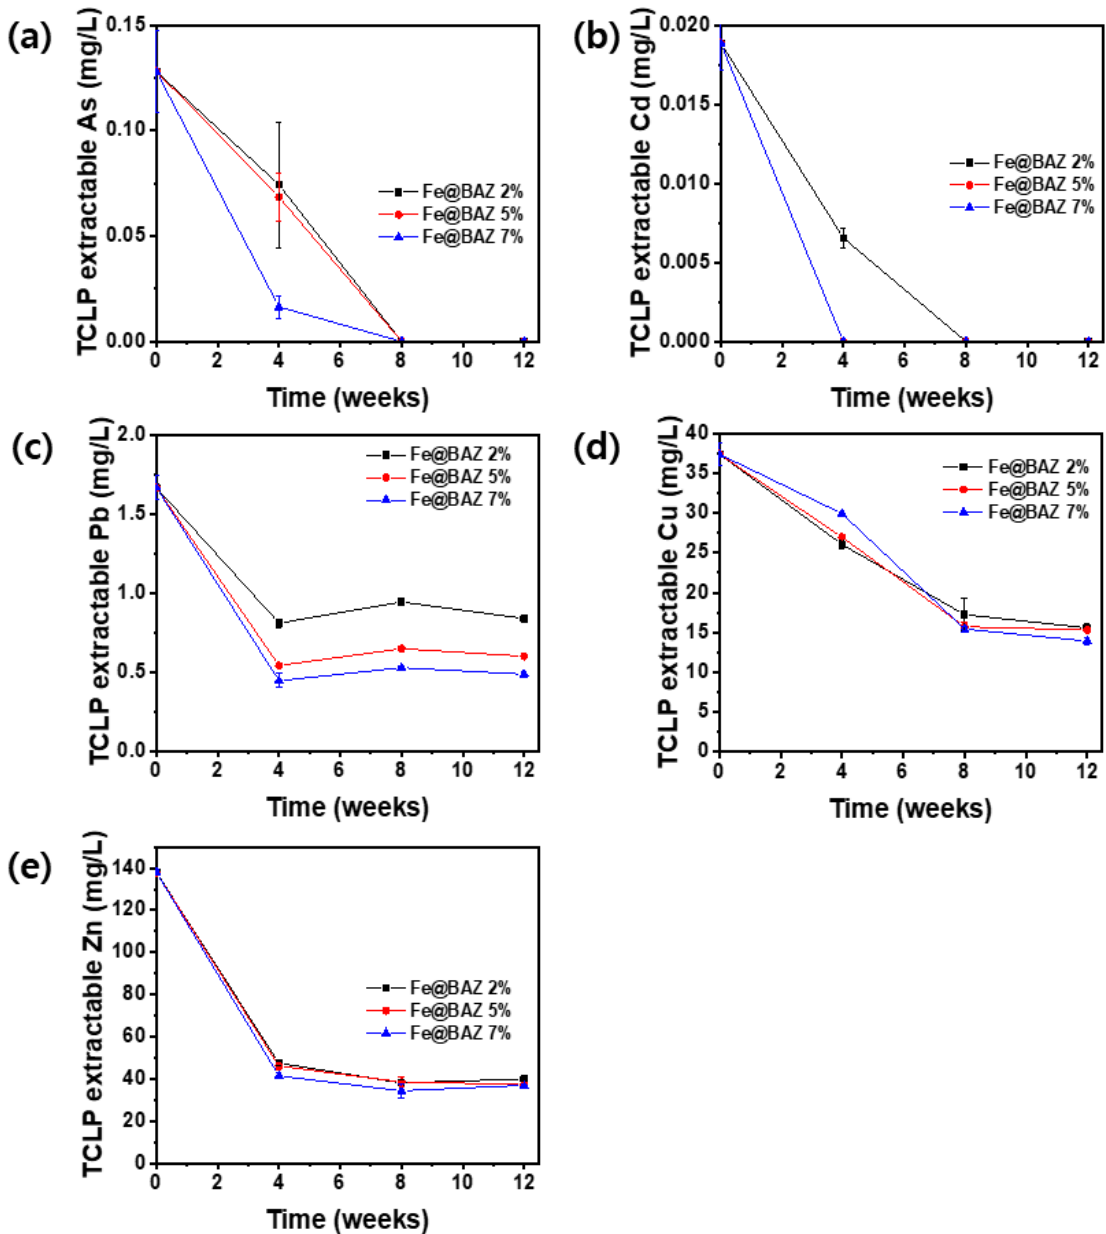 (a)
TCLP extractable As (mg/L)
0.15
0.10
0.05
0.00
Fe@BAZ 2%
Fe@BAZ 5%
Fe@BAZ 7%
0 2 4 6 8 10 12
Time (weeks)
(b)
TCLP extractable Cd (mg/L)
0.020
0.015
0.010
0.005
0.000
Fe@BAZ 2%
Fe@BAZ 5%
Fe@BAZ 7%
0 2 4 6 8 10 12
Time (weeks)
(c)
TCLP extractable Pb (mg/L)
2.0
1.5
1.0
0.5
0.0
Fe@BAZ 2%
Fe@BAZ 5%
Fe@BAZ 7%
0 2 4 6 8 10 12
Time (weeks)
(d)
TCLP extractable Cu (mg/L)
40
35
30
25
20
15
10
5
0
Fe@BAZ 2%
Fe@BAZ 5%
Fe@BAZ 7%
0 2 4 6 8 10 12
Time (weeks)
(e)
TCLP extractable Zn (mg/L)
140
120
100
80
60
40
20
0
Fe@BAZ 2%
Fe@BAZ 5%
Fe@BAZ 7%
0 2 4 6 8 10 12
Time (weeks)